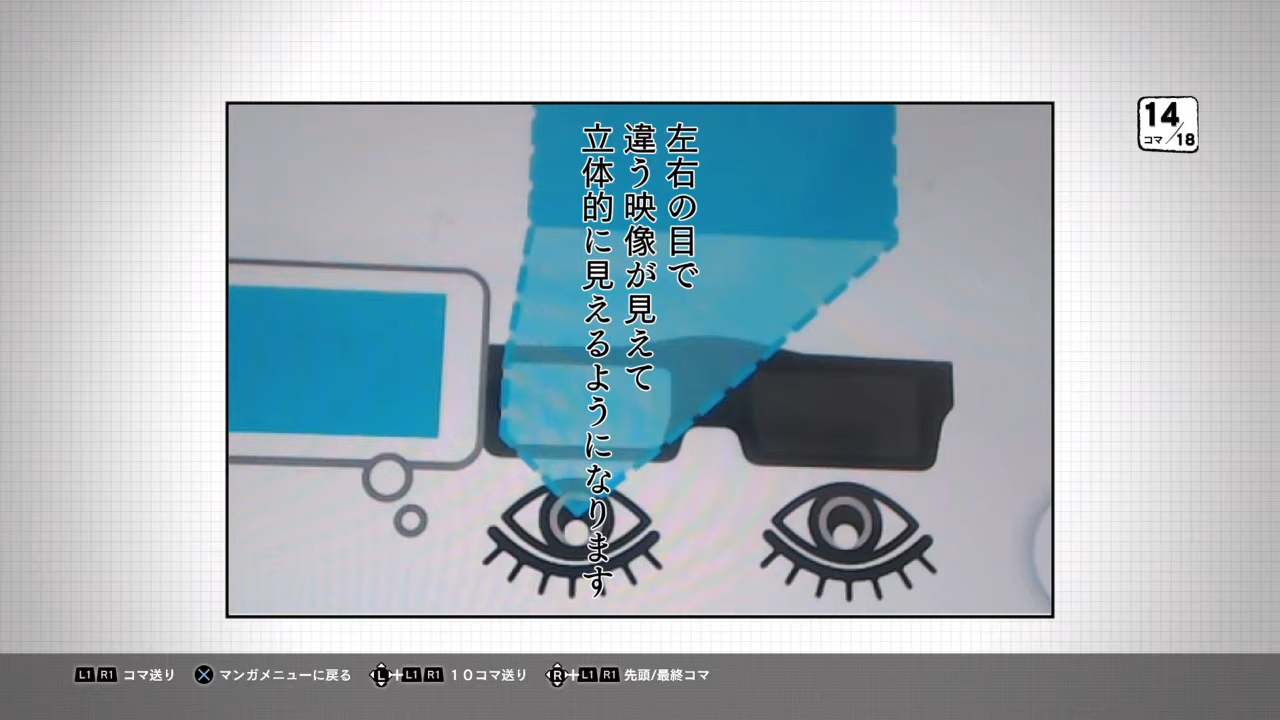 左右の目で
違う映像が見えて
立体的に見えるようになります
14コマ/18
L1 R1 コマ送り
マンガメニューに戻る
L+L1 R1 10コマ送り
R+L1 R1 先頭/最終コマ